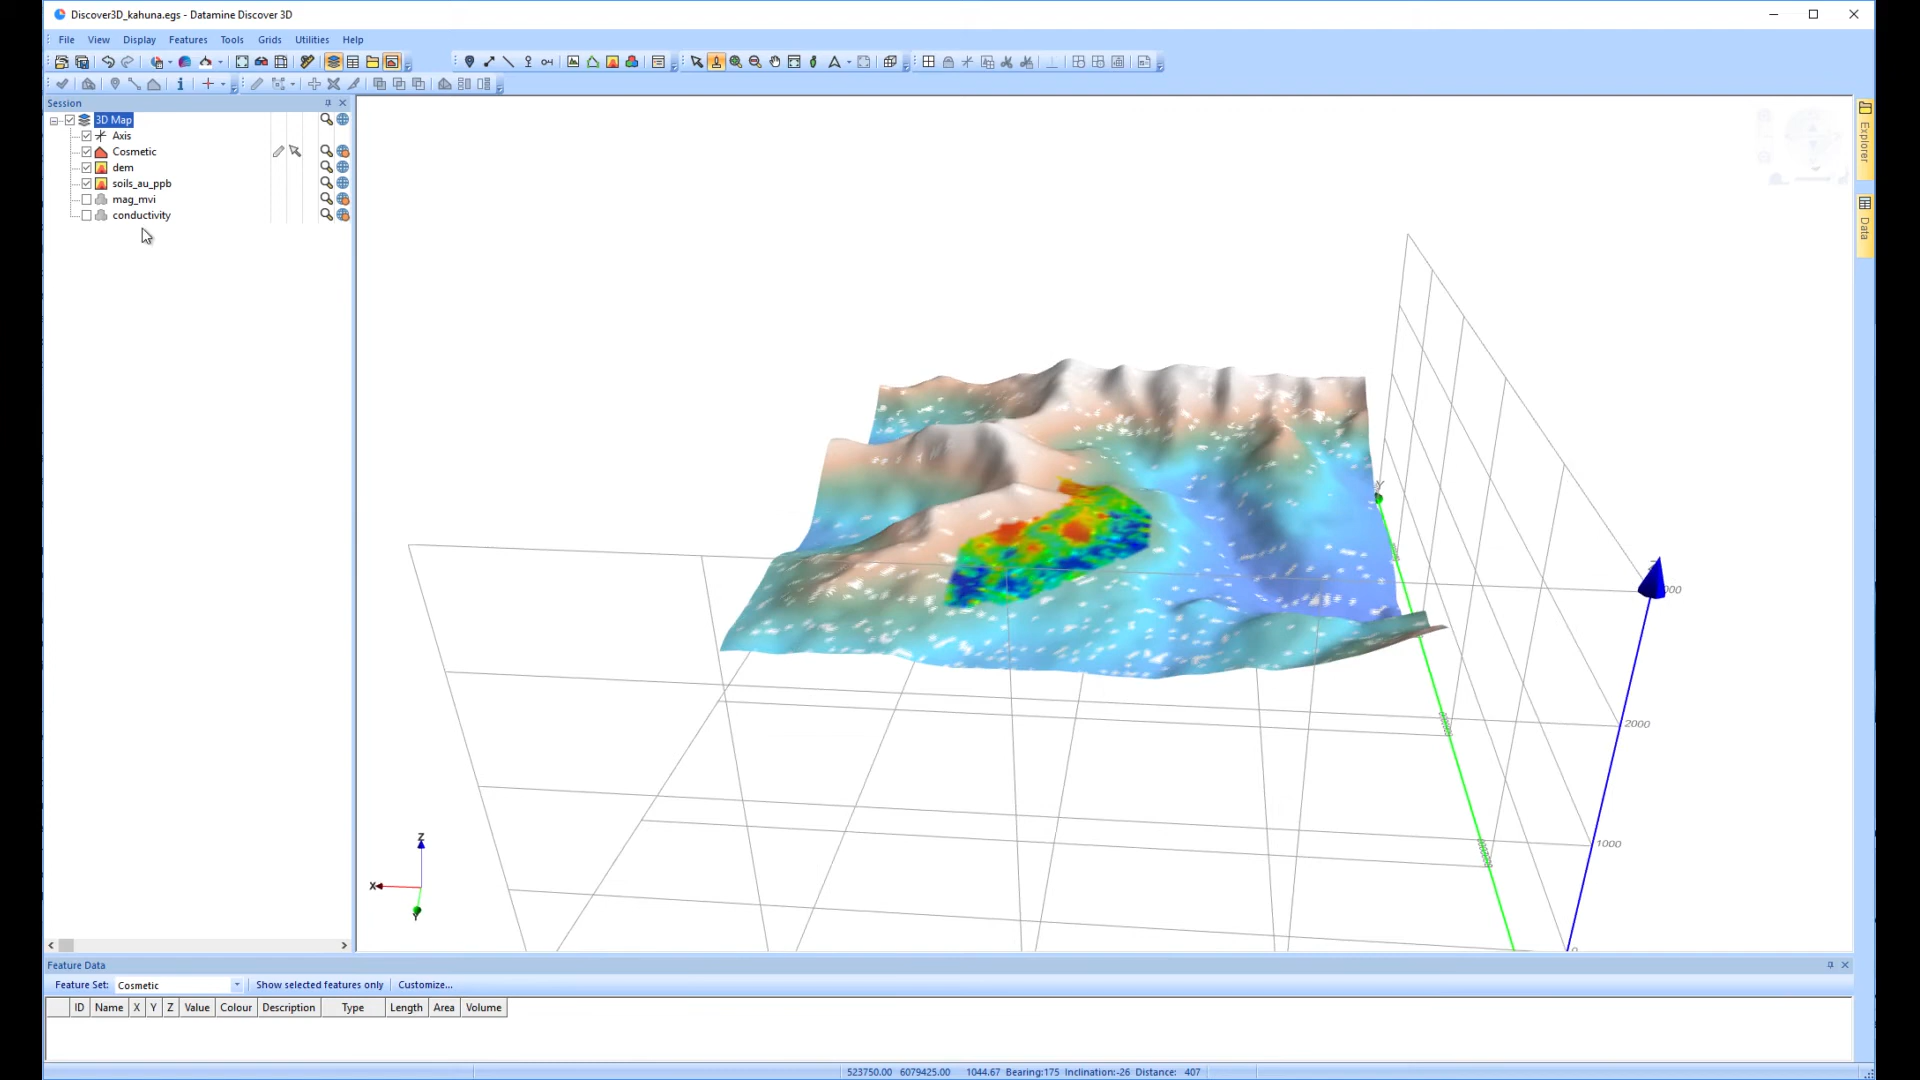 Discover3D_kahuna.egs - Datamine Discover 3D
File View Display Features Tools Grids Utilities Help
Session
3D Map
Axis
Cosmetic
dem
soils_au_ppb
mag_mvi
conductivity
Explorer
Data
Y
2000
1000
0
Z
X
Y
Feature Data
Feature Set: Cosmetic Show selected features only Customize...
ID Name X Y Z Value Colour Description Type Length Area Volume
523750.00 6079425.00 1044.67 Bearing:175 Inclination:-26 Distance: 407